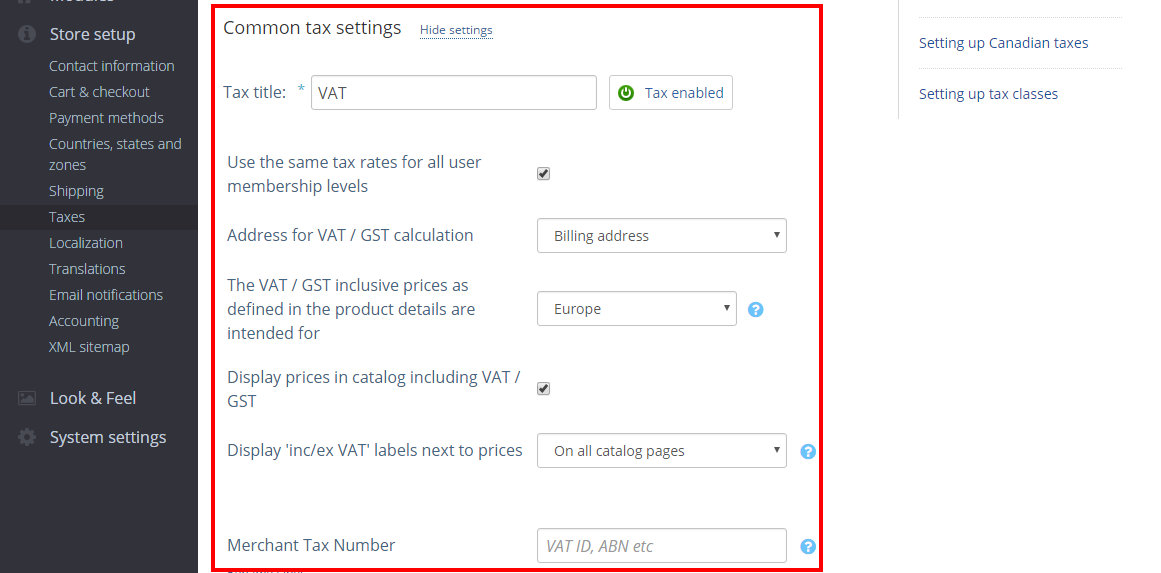 Modules
Store setup
Contact information
Cart & checkout
Payment methods
Countries, states and
zones
Shipping
Taxes
Localization
Translations
Email notifications
Accounting
XML sitemap
Look & Feel
System settings
Common tax settings Hide settings
Tax title: * VAT Tax enabled
Use the same tax rates for all user
membership levels
Address for VAT / GST calculation Billing address
The VAT / GST inclusive prices as
defined in the product details are
intended for
Europe ?
Display prices in catalog including VAT /
GST
Display 'inc/ex VAT' labels next to prices On all catalog pages ?
Merchant Tax Number VAT ID, ABN etc ?
Setting up Canadian taxes
Setting up tax classes